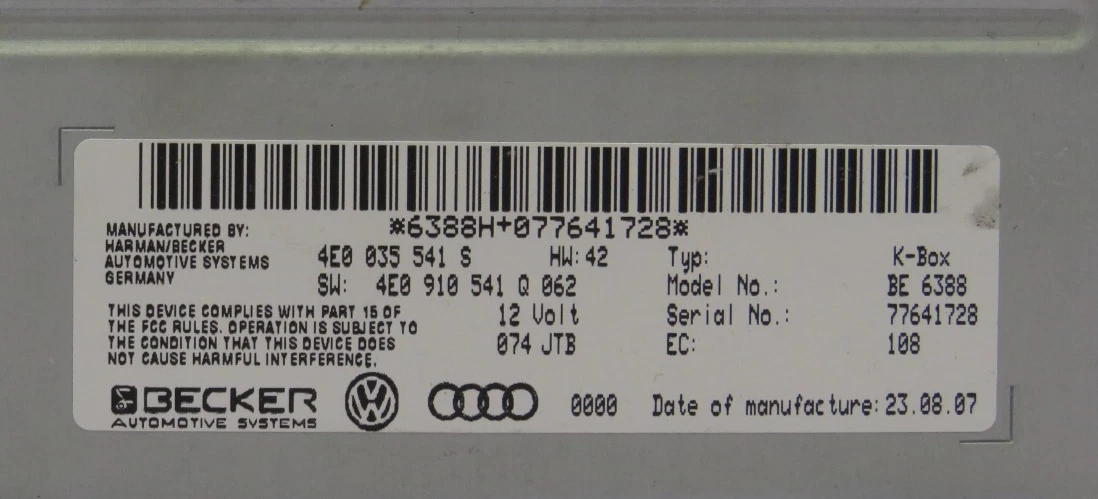 *6388H+077641728*
MANUFACTURED BY:
HARMAN/BECKER
AUTOMOTIVE SYSTEMS
GERMANY
4E0 035 541 S HW: 42
SW: 4E0 910 541 Q 062
12 Volt
074 JTB
Typ: K-Box
Model No.: BE 6388
Serial No.: 77641728
EC: 108
THIS DEVICE COMPLIES WITH PART 15 OF
THE FCC RULES. OPERATION IS SUBJECT TO
THE CONDITION THAT THIS DEVICE DOES
NOT CAUSE HARMFUL INTERFERENCE.
BECKER
AUTOMOTIVE SYSTEMS
VW
0000 Date of manufacture: 23.08.07